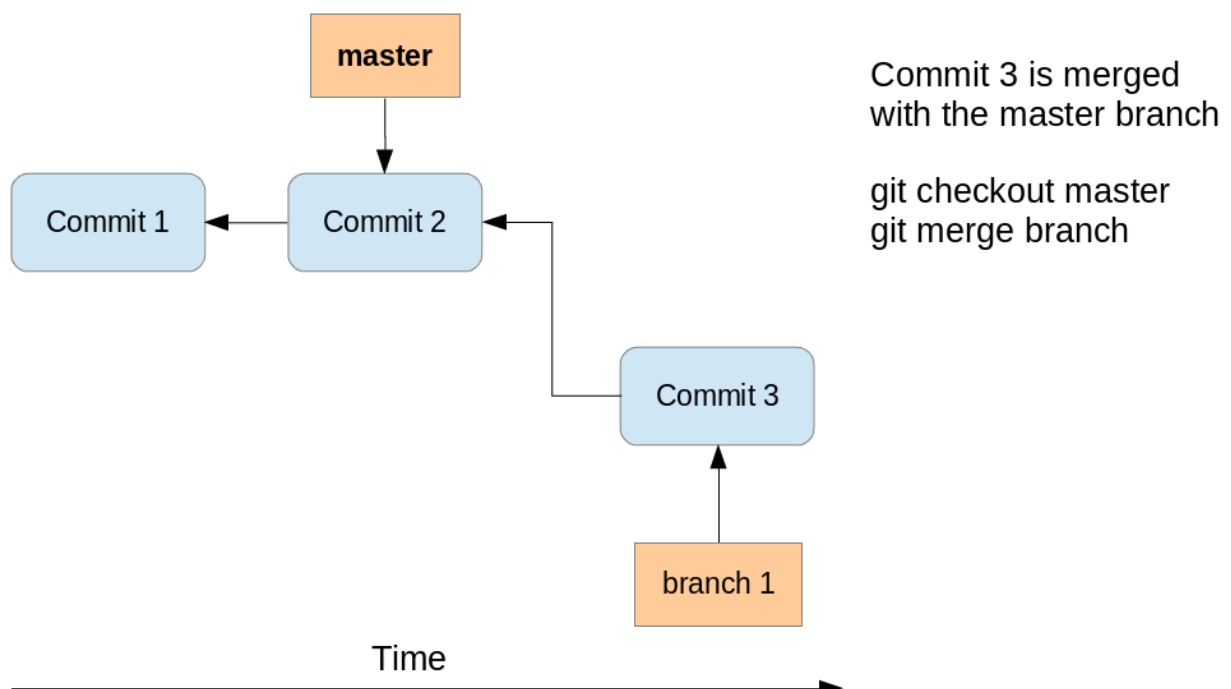 master
Commit 3 is merged
with the master branch
git checkout master
git merge branch
Commit 1
Commit 2
Commit 3
branch 1
Time